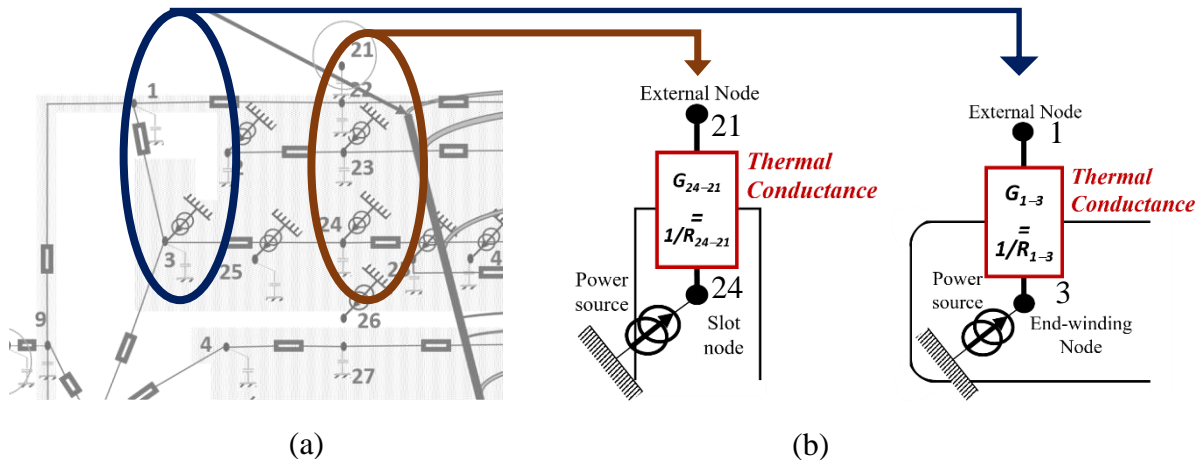 21
1
22
2
23
24
3
25
26
9
4
27
4
External Node
21
Thermal
Conductance
G24–21
=
1/R24–21
Power
source
24
Slot
node
External Node
1
Thermal
Conductance
G1–3
=
1/R1–3
Power
source
3
End-winding
Node
(a)
(b)